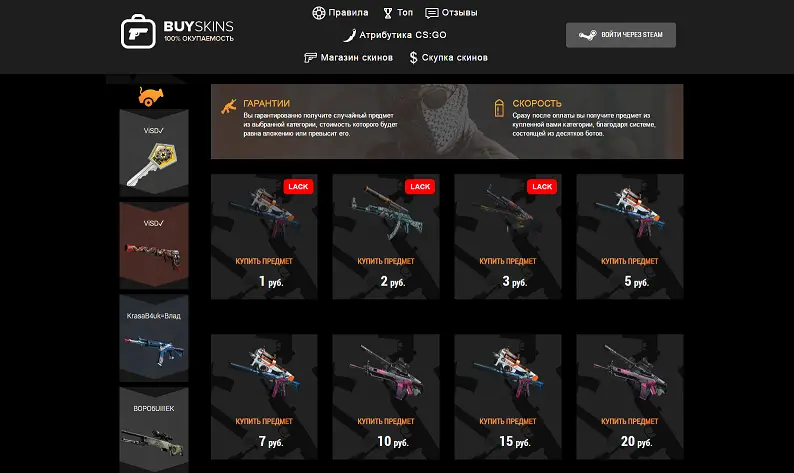 BUYSKINS
100% ОКУПАЕМОСТЬ
Правила
Топ
Отзывы
Атрибутика CS:GO
Магазин скинов
Скупка скинов
ВОЙТИ ЧЕРЕЗ STEAM
ГАРАНТИИ
Вы гарантированно получите случайный предмет
из выбранной категории, стоимость которого будет
равна вложению или превысит его.
СКОРОСТЬ
Сразу после оплаты вы получите предмет из
купленной вами категории, благодаря системе,
состоящей из десятков ботов.
ViSD✓
ViSD✓
KrasaB4uk=Влад
ВОРОБUШЕК
LACK
КУПИТЬ ПРЕДМЕТ
1 руб.
LACK
КУПИТЬ ПРЕДМЕТ
2 руб.
LACK
КУПИТЬ ПРЕДМЕТ
3 руб.
КУПИТЬ ПРЕДМЕТ
5 руб.
КУПИТЬ ПРЕДМЕТ
7 руб.
КУПИТЬ ПРЕДМЕТ
10 руб.
КУПИТЬ ПРЕДМЕТ
15 руб.
КУПИТЬ ПРЕДМЕТ
20 руб.